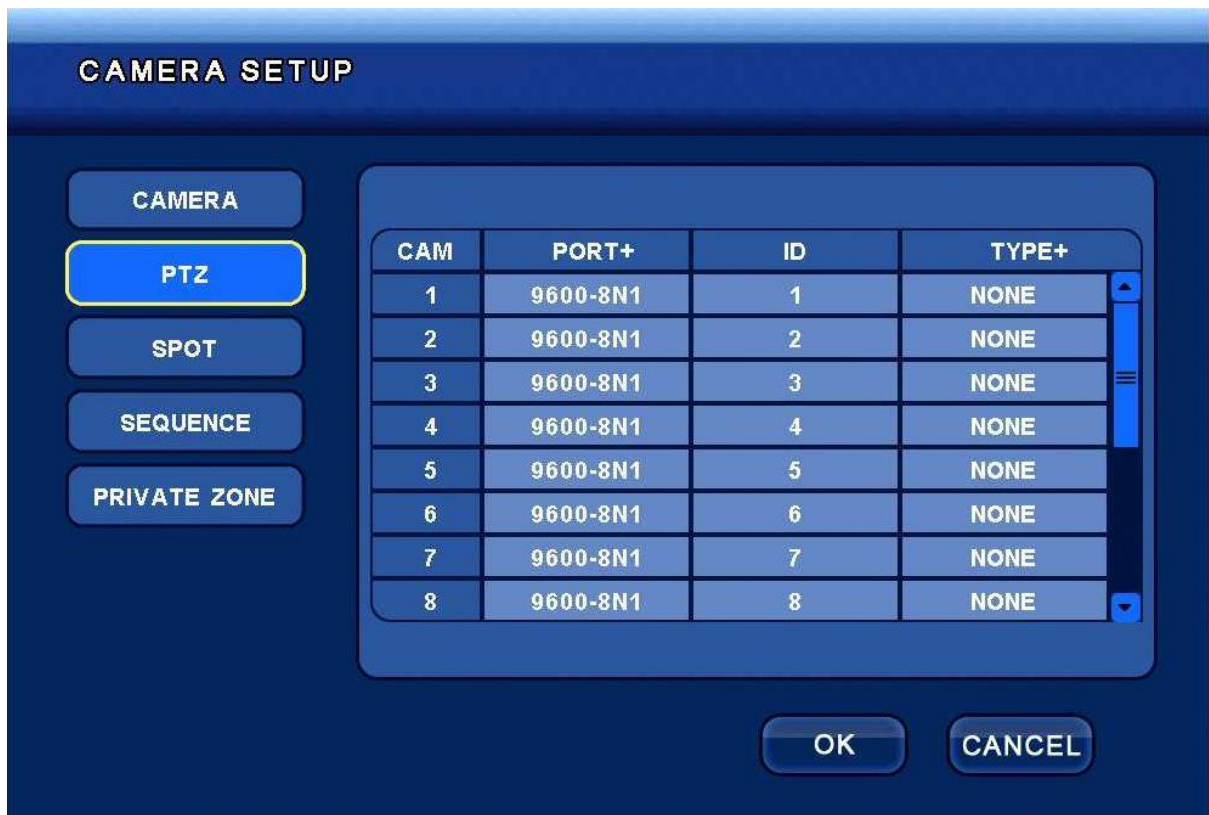 CAMERA SETUP
CAMERA
PTZ
SPOT
SEQUENCE
PRIVATE ZONE
CAM PORT+ ID TYPE+
1 9600-8N1 1 NONE
2 9600-8N1 2 NONE
3 9600-8N1 3 NONE
4 9600-8N1 4 NONE
5 9600-8N1 5 NONE
6 9600-8N1 6 NONE
7 9600-8N1 7 NONE
8 9600-8N1 8 NONE
OK CANCEL